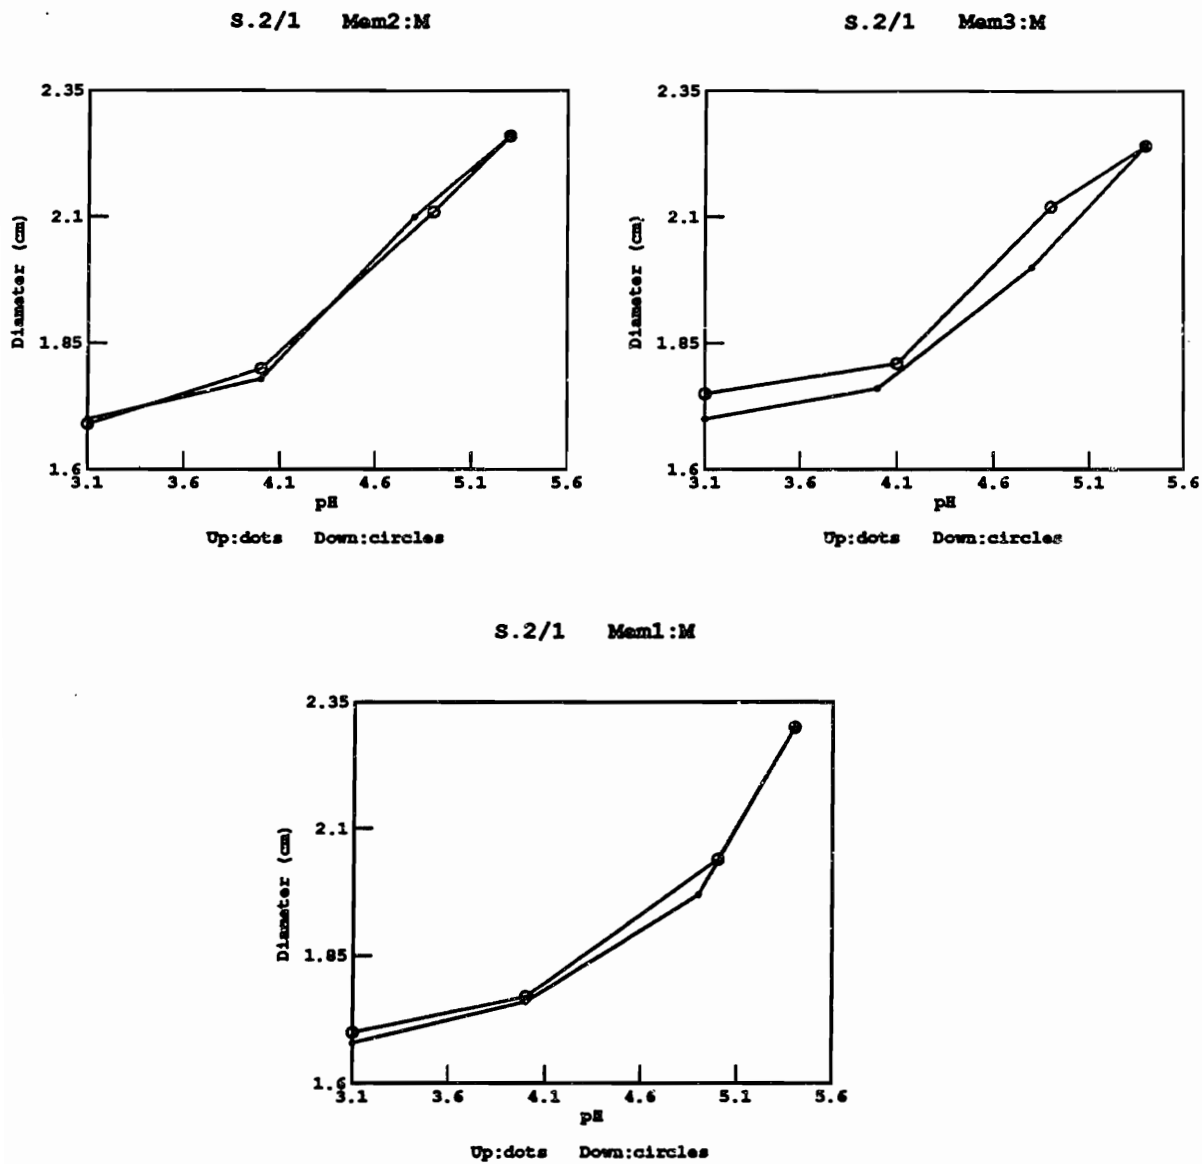 S.2/1 Mem2:M
2.35
2.1
1.85
1.6
Diameter (cm)
3.1 3.6 4.1 4.6 5.1 5.6
pH
Up:dots Down:circles
S.2/1 Mem3:M
2.35
2.1
1.85
1.6
Diameter (cm)
3.1 3.6 4.1 4.6 5.1 5.6
pH
Up:dots Down:circles
S.2/1 Mem1:M
2.35
2.1
1.85
1.6
Diameter (cm)
3.1 3.6 4.1 4.6 5.1 5.6
pH
Up:dots Down:circles